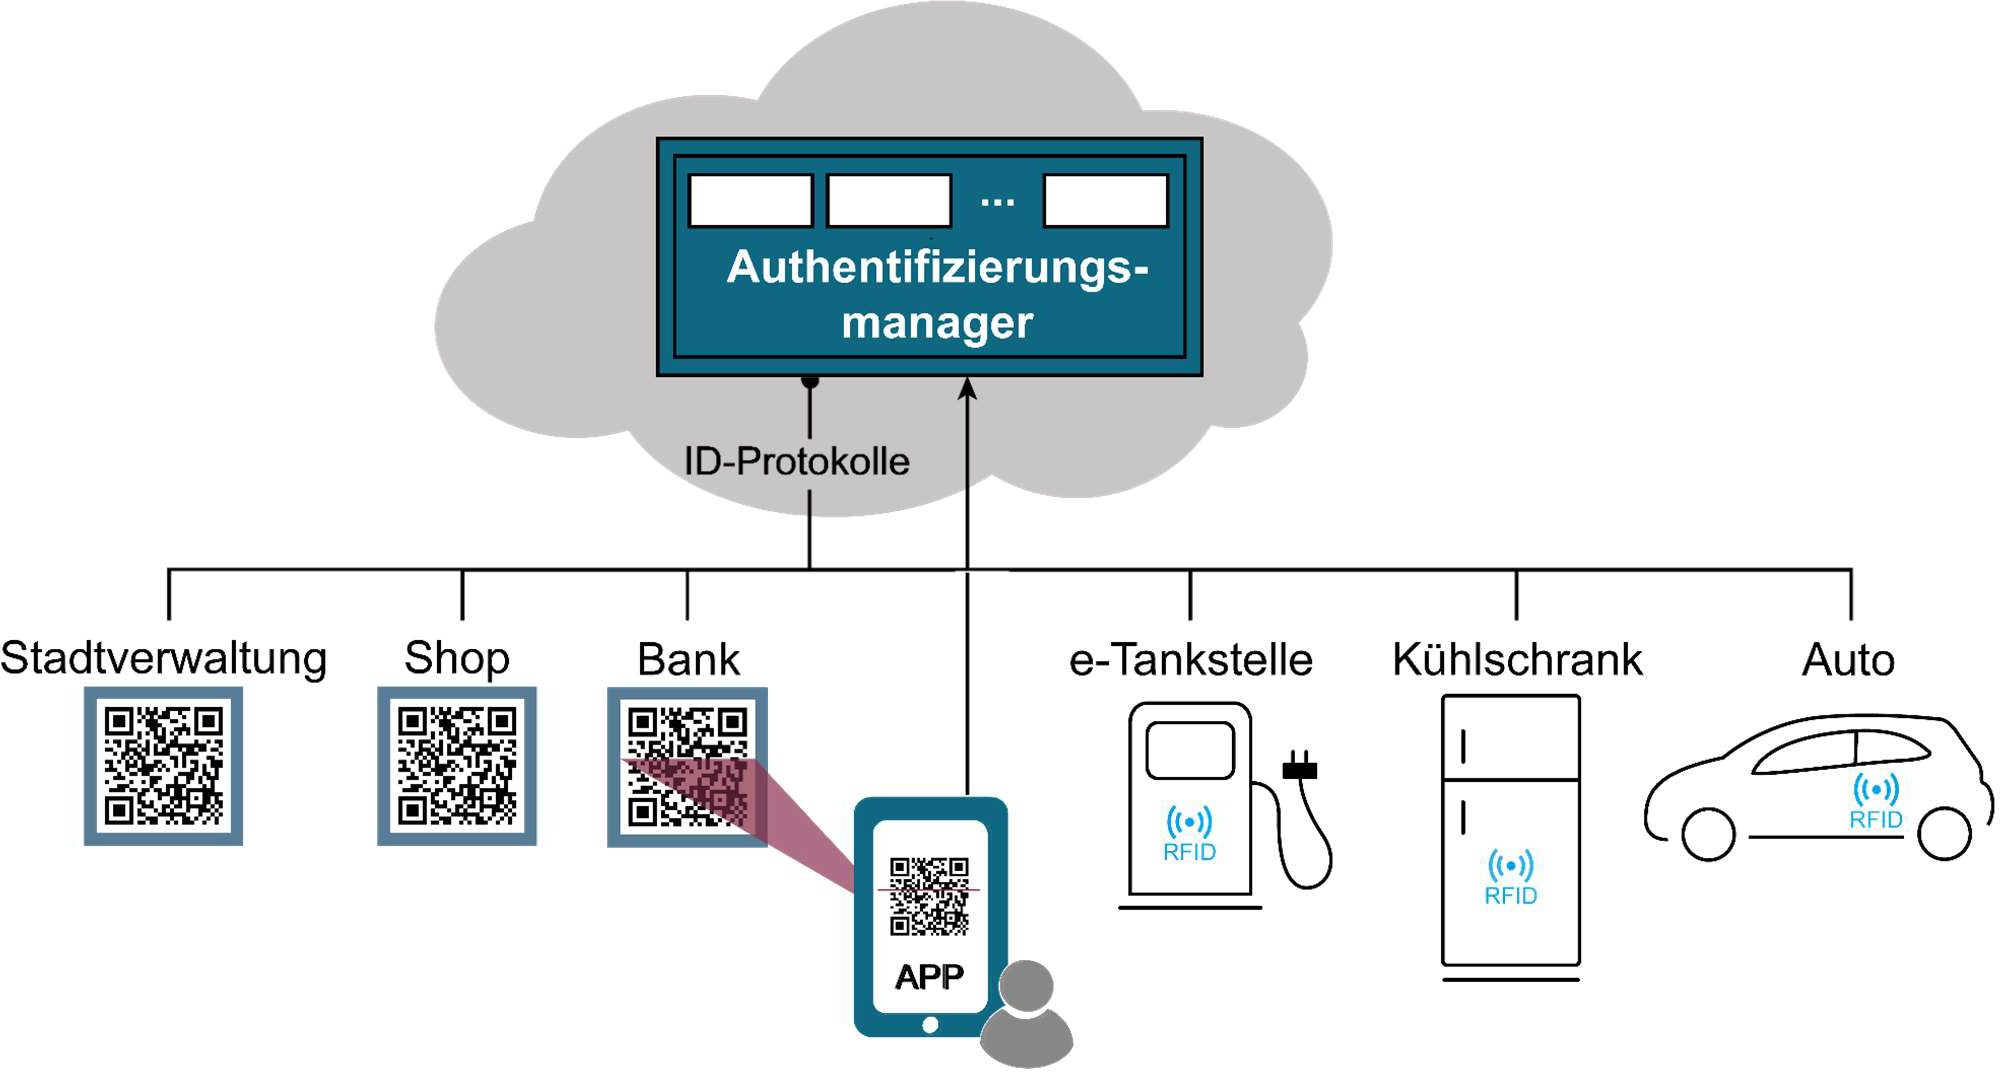 ...
Authentifizierungs-
manager
ID-Protokolle
Stadtverwaltung
Shop
Bank
e-Tankstelle
Kühlschrank
Auto
RFID
RFID
RFID
APP